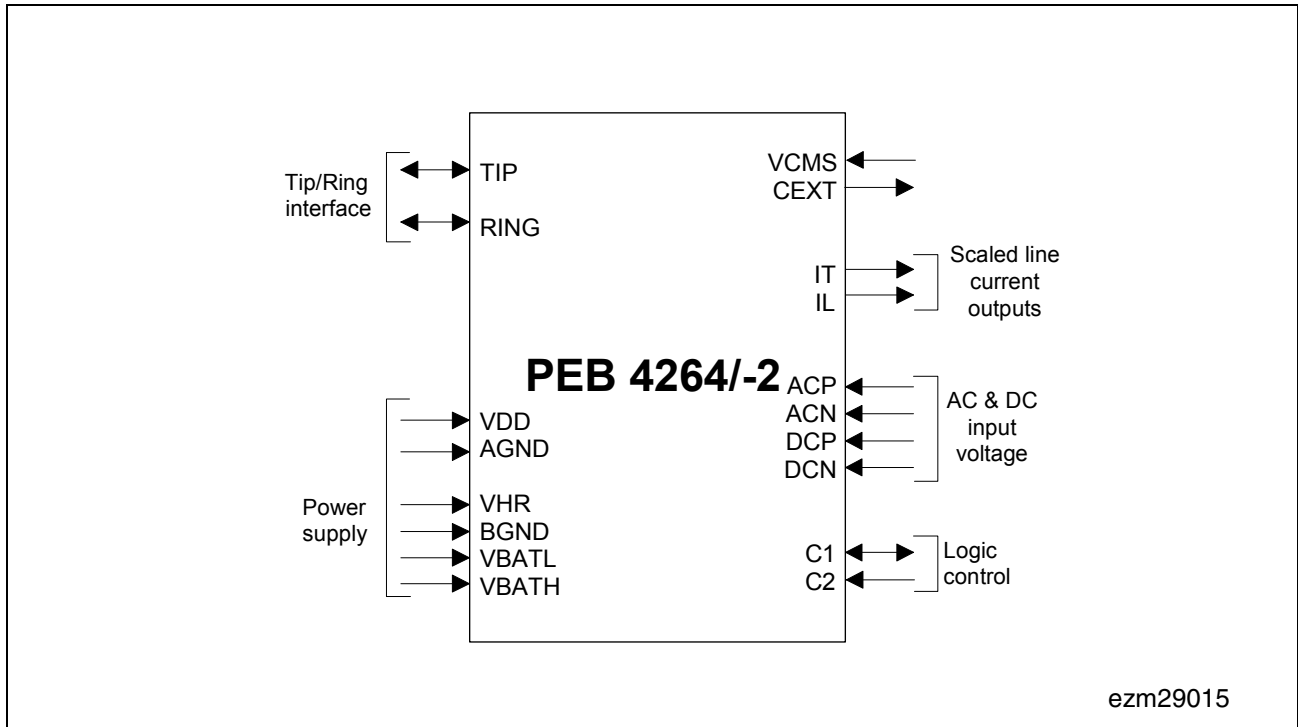 Tip/Ring
interface
TIP
RING
Power
supply
VDD
AGND
VHR
BGND
VBATL
VBATH
PEB 4264/-2
VCMS
CEXT
IT
IL
Scaled line
current
outputs
ACP
ACN
DCP
DCN
AC & DC
input
voltage
C1
C2
Logic
control
ezm29015